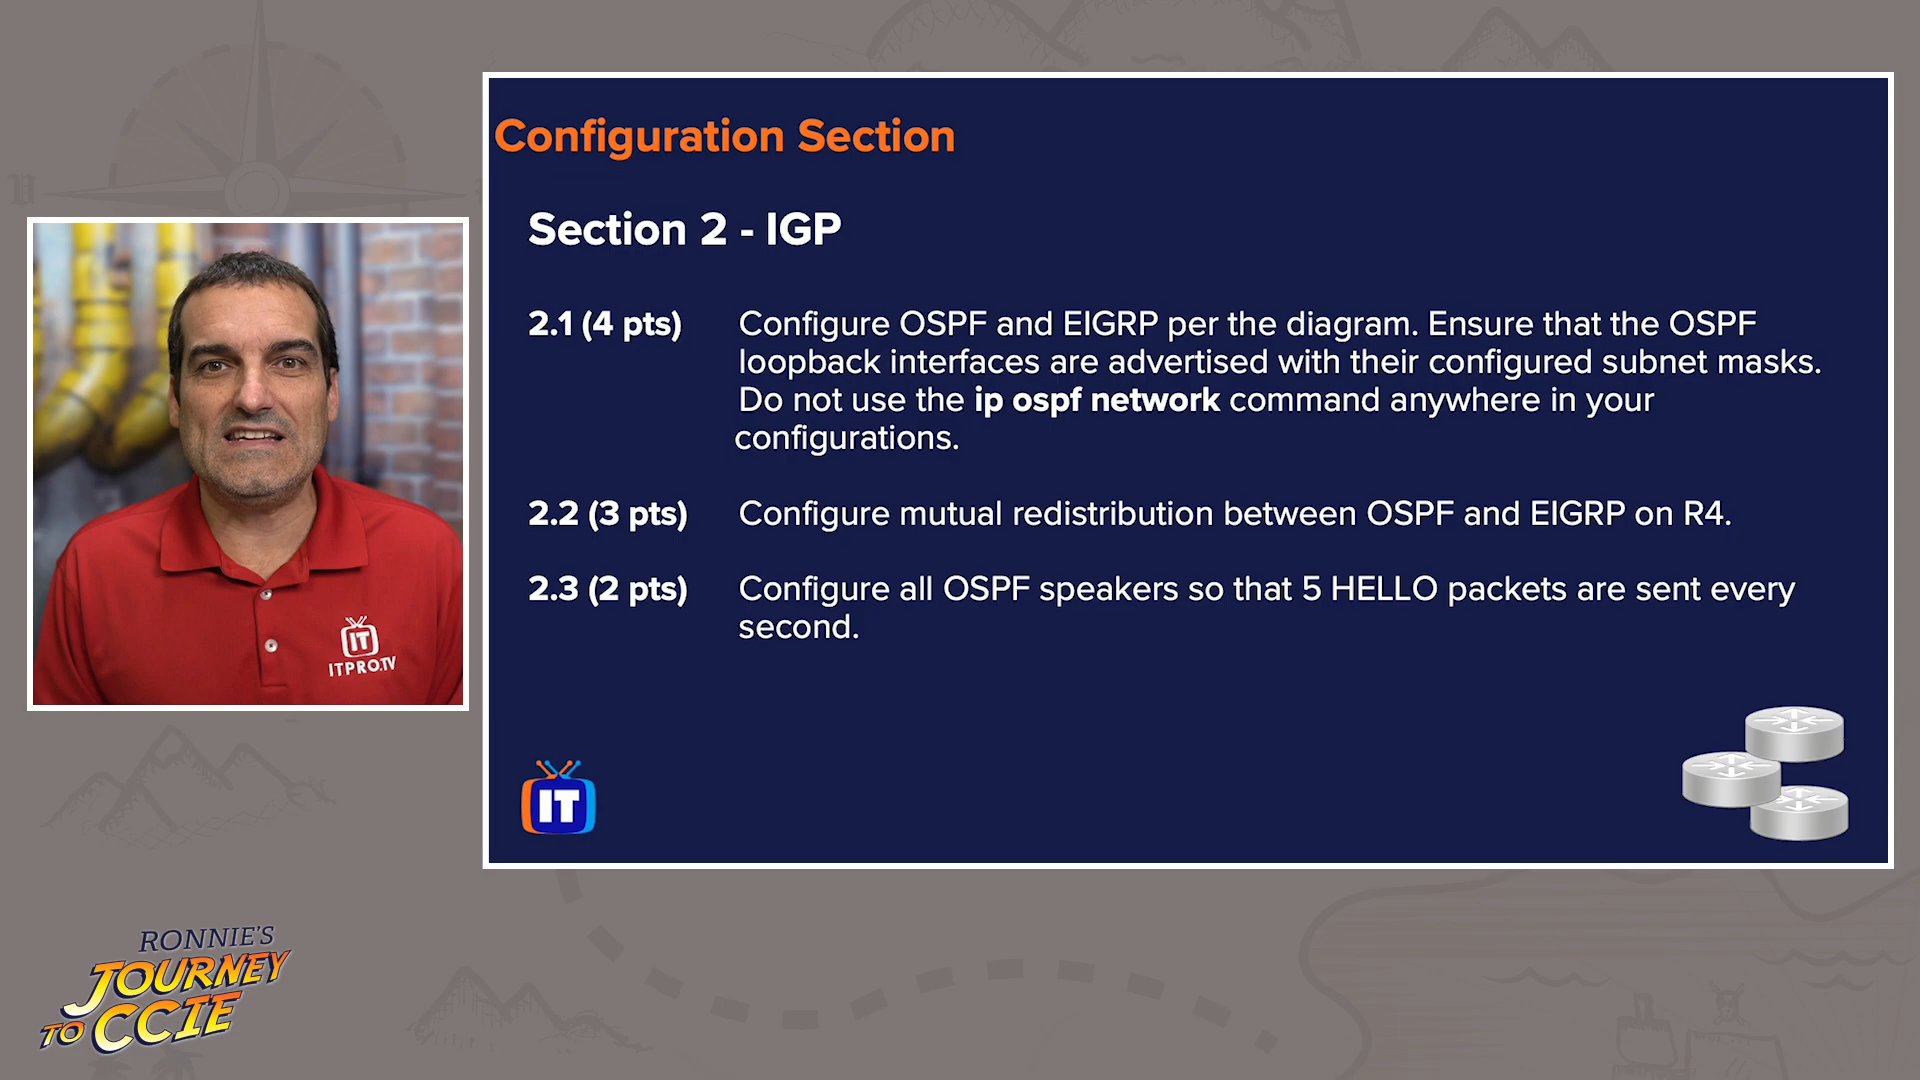 Configuration Section
Section 2 - IGP
2.1 (4 pts) Configure OSPF and EIGRP per the diagram. Ensure that the OSPF
loopback interfaces are advertised with their configured subnet masks.
Do not use the ip ospf network command anywhere in your
configurations.
2.2 (3 pts) Configure mutual redistribution between OSPF and EIGRP on R4.
2.3 (2 pts) Configure all OSPF speakers so that 5 HELLO packets are sent every
second.
IT
IT
ITPRO.TV
RONNIE'S
JOURNEY
TO CCIE